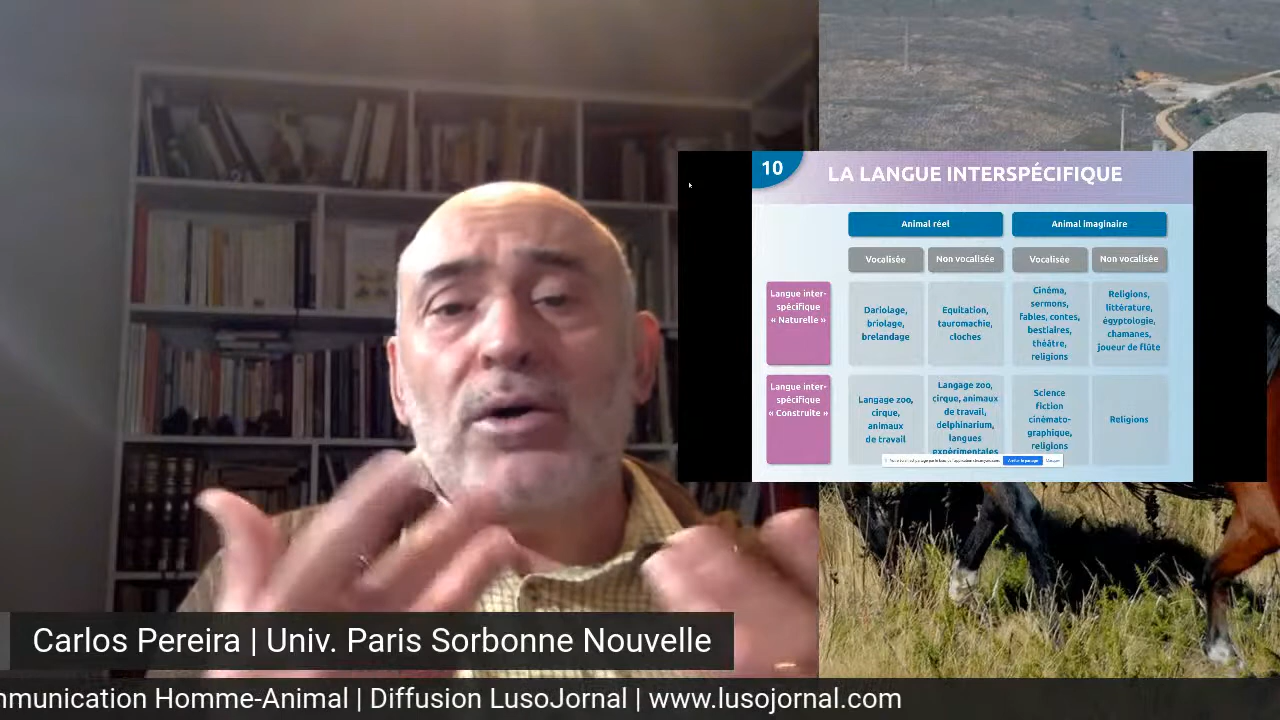 10
LA LANGUE INTERSPÉCIFIQUE
Animal réel
Animal imaginaire
Vocalisée
Non vocalisée
Vocalisée
Non vocalisée
Langue inter-
spécifique
« Naturelle »
Dariolage,
briolage,
brelandage
Equitation,
tauromachie,
cloches
Cinéma,
sermons,
fables, contes,
bestiaires,
théâtre,
religions
Religions,
littérature,
égyptologie,
chamanes,
joueur de flûte
Langue inter-
spécifique
« Construite »
Langage zoo,
cirque,
animaux
de travail
Langage zoo,
cirque, animaux
de travail,
delphinarium,
langues
expérimentales
Science
fiction
cinémato-
graphique,
religions
Religions
Carlos Pereira | Univ. Paris Sorbonne Nouvelle
mmunication Homme-Animal | Diffusion LusoJournal | www.lusojornal.com